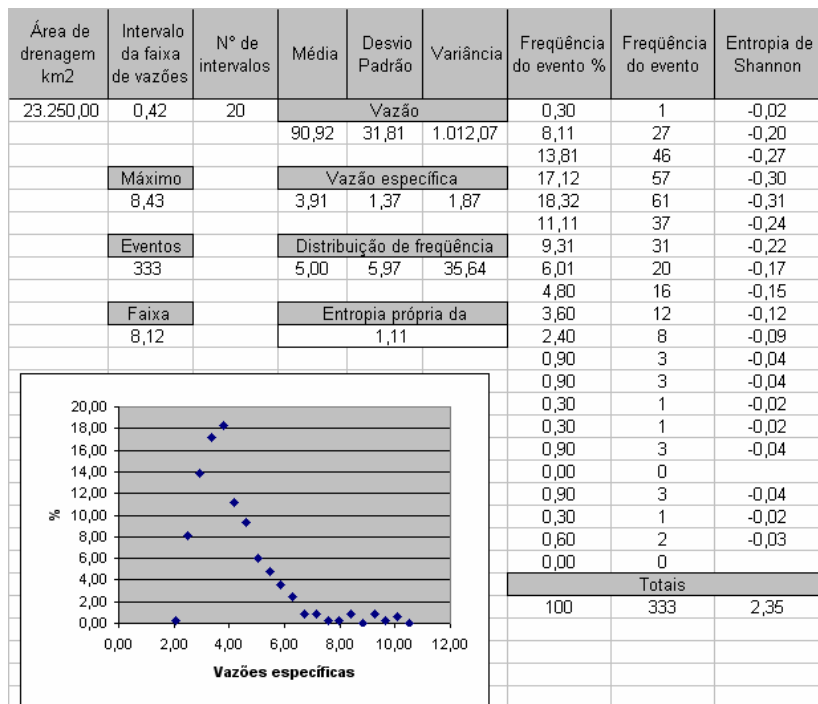 Área de drenagem km2 Intervalo da faixa de vazões N° de intervalos Média Desvio Padrão Variância Freqüência do evento % Freqüência do evento Entropia de Shannon
23.250,00 0,42 20 Vazão 0,30 1 -0,02
90,92 31,81 1.012,07 8,11 27 -0,20
13,81 46 -0,27
Máximo Vazão específica 17,12 57 -0,30
8,43 3,91 1,37 1,87 18,32 61 -0,31
11,11 37 -0,24
Eventos Distribuição de freqüência 9,31 31 -0,22
333 5,00 5,97 35,64 6,01 20 -0,17
4,80 16 -0,15
Faixa Entropia própria da 3,60 12 -0,12
8,12 1,11 2,40 8 -0,09
0,90 3 -0,04
0,90 3 -0,04
0,30 1 -0,02
0,30 1 -0,02
0,90 3 -0,04
0,00 0
0,90 3 -0,04
0,30 1 -0,02
0,60 2 -0,03
0,00 0
Totais
100 333 2,35
20,00
18,00
16,00
14,00
12,00
10,00
8,00
6,00
4,00
2,00
0,00
%
0,00 2,00 4,00 6,00 8,00 10,00 12,00
Vazões específicas